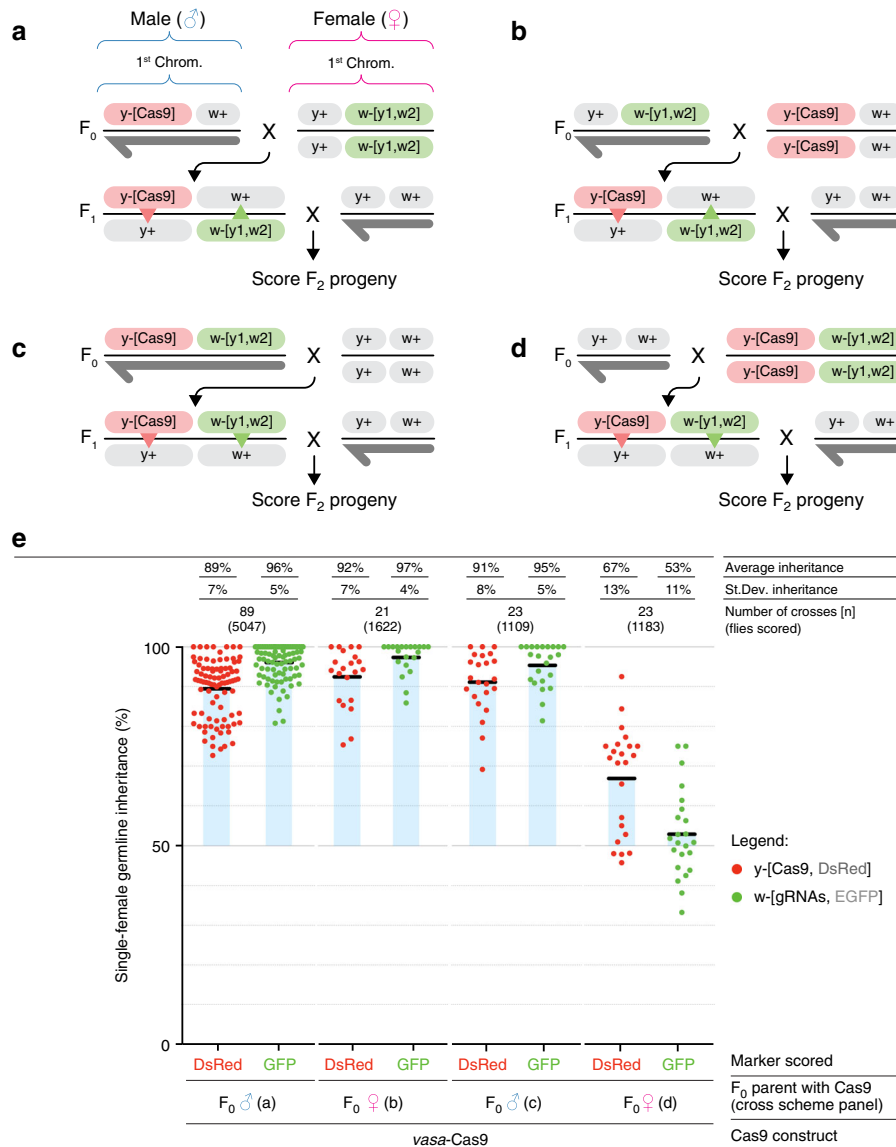 a
Male (♂) Female (♀)
b
1st Chrom. 1st Chrom.
y-[Cas9] w+ y+ w-[y1,w2]
F0 X y+ w-[y1,w2]
y-[Cas9] w+
F1 X y+ w+
y+ w-[y1,w2]
Score F2 progeny
y+ w-[y1,w2] y-[Cas9] w+
F0 X y-[Cas9] w+
y-[Cas9] w+
F1 X y+ w+
y+ w-[y1,w2]
Score F2 progeny
c
y-[Cas9] w-[y1,w2] y+ w+
F0 X y+ w+
y-[Cas9] w-[y1,w2]
F1 X y+ w+
y+ w+
Score F2 progeny
d
y+ w+ y-[Cas9] w-[y1,w2]
F0 X y-[Cas9] w-[y1,w2]
y-[Cas9] w-[y1,w2]
F1 X y+ w+
y+ w+
Score F2 progeny
e
89% 96% 92% 97% 91% 95% 67% 53% Average inheritance
7% 5% 7% 4% 8% 5% 13% 11% St.Dev. inheritance
89 21 23 23 Number of crosses [n]
(5047) (1622) (1109) (1183) (flies scored)
100
50
0
Single-female germline inheritance (%)
Legend:
y-[Cas9, DsRed]
w-[gRNAs, EGFP]
DsRed GFP DsRed GFP DsRed GFP DsRed GFP Marker scored
F0 ♂ (a) F0 ♀ (b) F0 ♂ (c) F0 ♀ (d) F0 parent with Cas9
(cross scheme panel)
vasa-Cas9 Cas9 construct